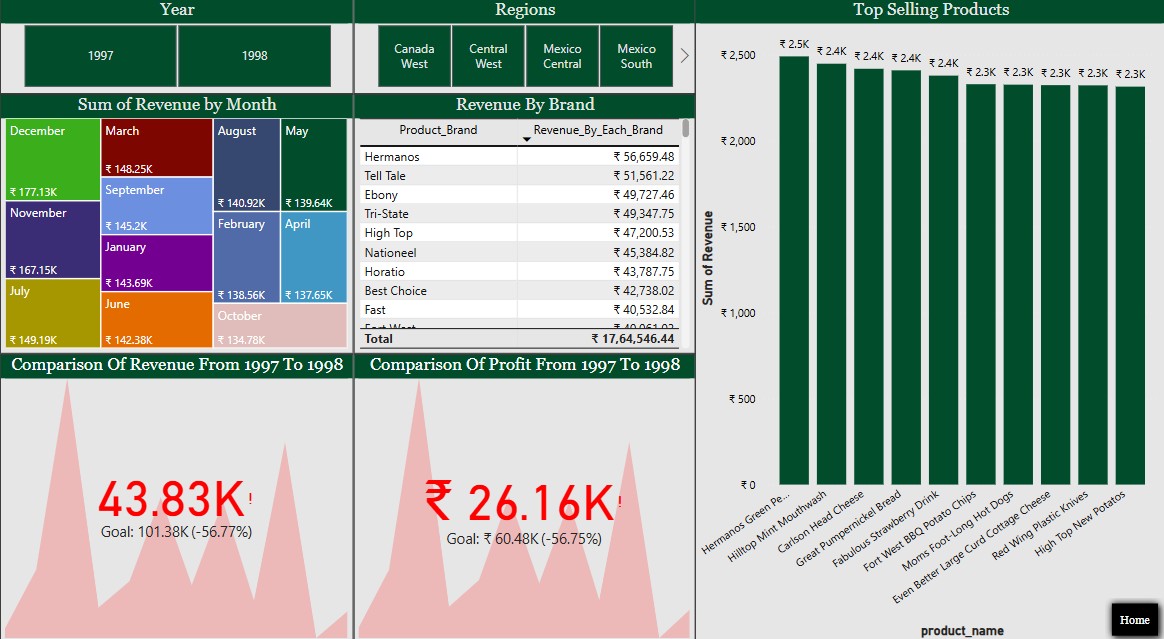 Year
1997
1998
Regions
Canada
West
Central
West
Mexico
Central
Mexico
South
Sum of Revenue by Month
December
₹ 177.13K
November
₹ 167.15K
July
₹ 149.19K
March
₹ 148.25K
September
₹ 145.2K
January
₹ 143.69K
June
₹ 142.38K
August
₹ 140.92K
May
₹ 139.64K
February
₹ 138.56K
April
₹ 137.65K
October
₹ 134.78K
Revenue By Brand
Product_Brand Revenue_By_Each_Brand
Hermanos ₹ 56,659.48
Tell Tale ₹ 51,561.22
Ebony ₹ 49,727.46
Tri-State ₹ 49,347.75
High Top ₹ 47,200.53
Nationeel ₹ 45,384.82
Horatio ₹ 43,787.75
Best Choice ₹ 42,738.02
Fast ₹ 40,532.84
Fort West ₹ 40,061.02
Total ₹ 17,64,546.44
Comparison Of Revenue From 1997 To 1998
43.83K!
Goal: 101.38K (-56.77%)
Comparison Of Profit From 1997 To 1998
₹ 26.16K!
Goal: ₹ 60.48K (-56.75%)
Top Selling Products
Sum of Revenue
₹ 2,500
₹ 2,000
₹ 1,500
₹ 1,000
₹ 500
₹ 0
₹ 2.5K
₹ 2.4K
₹ 2.4K
₹ 2.4K
₹ 2.4K
₹ 2.3K
₹ 2.3K
₹ 2.3K
₹ 2.3K
₹ 2.3K
Hermanos Green Pe...
Hilltop Mint Mouthwash
Carlson Head Cheese
Great Pumpernickel Bread
Fabulous Strawberry Drink
Fort West BBQ Potato Chips
Moms Foot-Long Hot Dogs
Even Better Large Curd Cottage Cheese
Red Wing Plastic Knives
High Top New Potatos
product_name
Home